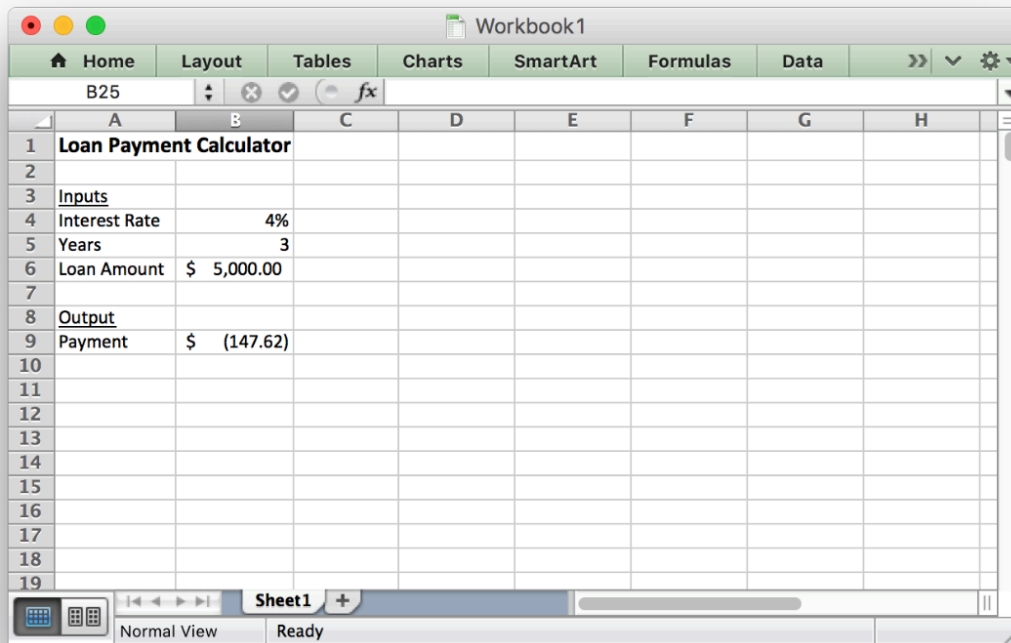 Workbook1
Home Layout Tables Charts SmartArt Formulas Data
B25 fx
A B C D E F G H
1 Loan Payment Calculator
2
3 Inputs
4 Interest Rate 4%
5 Years 3
6 Loan Amount $ 5,000.00
7
8 Output
9 Payment $ (147.62)
10
11
12
13
14
15
16
17
18
19
Sheet1 +
Normal View Ready